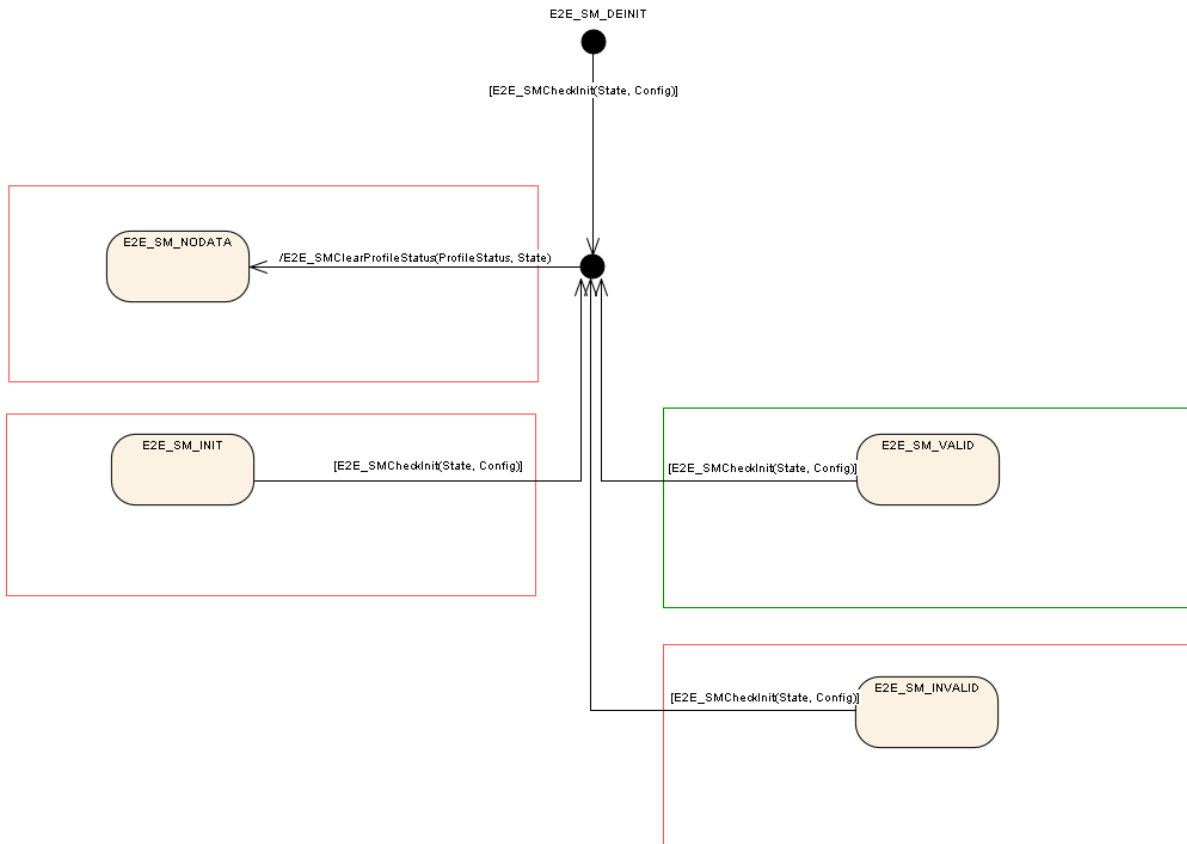 E2E_SM_DEINIT
[E2E_SMCheckInit(State, Config)]
E2E_SM_NODATA
/E2E_SMClearProfileStatus(ProfileStatus, State)
E2E_SM_INIT
[E2E_SMCheckInit(State, Config)]
E2E_SM_VALID
[E2E_SMCheckInit(State, Config)]
E2E_SM_INVALID
[E2E_SMCheckInit(State, Config)]